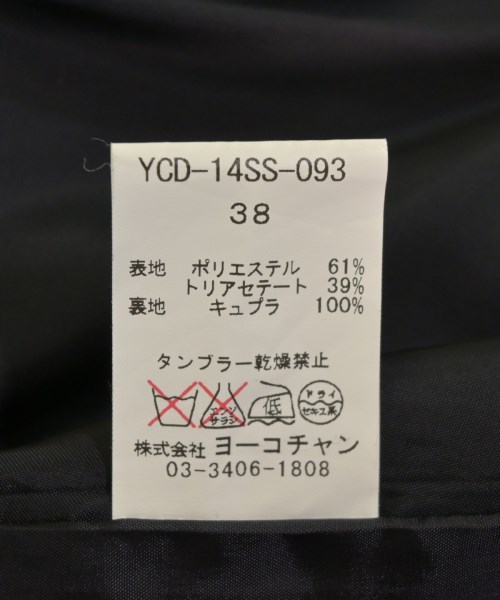 YCD-14SS-093
38
表地 ポリエステル 61%
トリアセテート 39%
裏地 キュプラ 100%
タンブラー乾燥禁止
エンソ サラシ 低 ドライ セキユ系
株式会社 ヨーコチャン
03-3406-1808